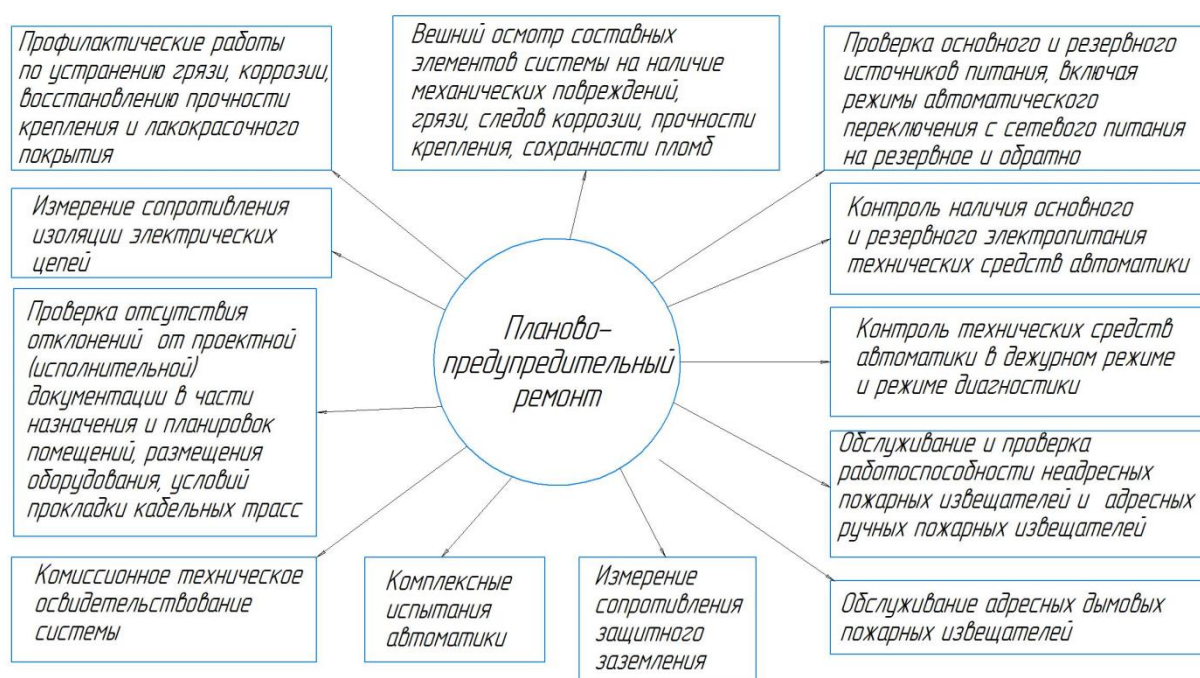 Профилактические работы
по устранению грязи, коррозии,
восстановлению прочности
крепления и лакокрасочного
покрытия
Вешний осмотр составных
элементов системы на наличие
механических повреждений,
грязи, следов коррозии, прочности
крепления, сохранности пломб
Проверка основного и резервного
источников питания, включая
режимы автоматического
переключения с сетевого питания
на резервное и обратно
Измерение сопротивления
изоляции электрических
цепей
Контроль наличия основного
и резервного электропитания
технических средств автоматики
Проверка отсутствия
отклонений от проектной
(исполнительной)
документации в части
назначения и планировок
помещений, размещения
оборудования, условий
прокладки кабельных трасс
Планово-
предупредительный
ремонт
Контроль технических средств
автоматики в дежурном режиме
и режиме диагностики
Обслуживание и проверка
работоспособности неадресных
пожарных извещателей и адресных
ручных пожарных извещателей
Комиссионное техническое
освидетельствование
системы
Комплексные
испытания
автоматики
Измерение
сопротивления
защитного
заземления
Обслуживание адресных дымовых
пожарных извещателей